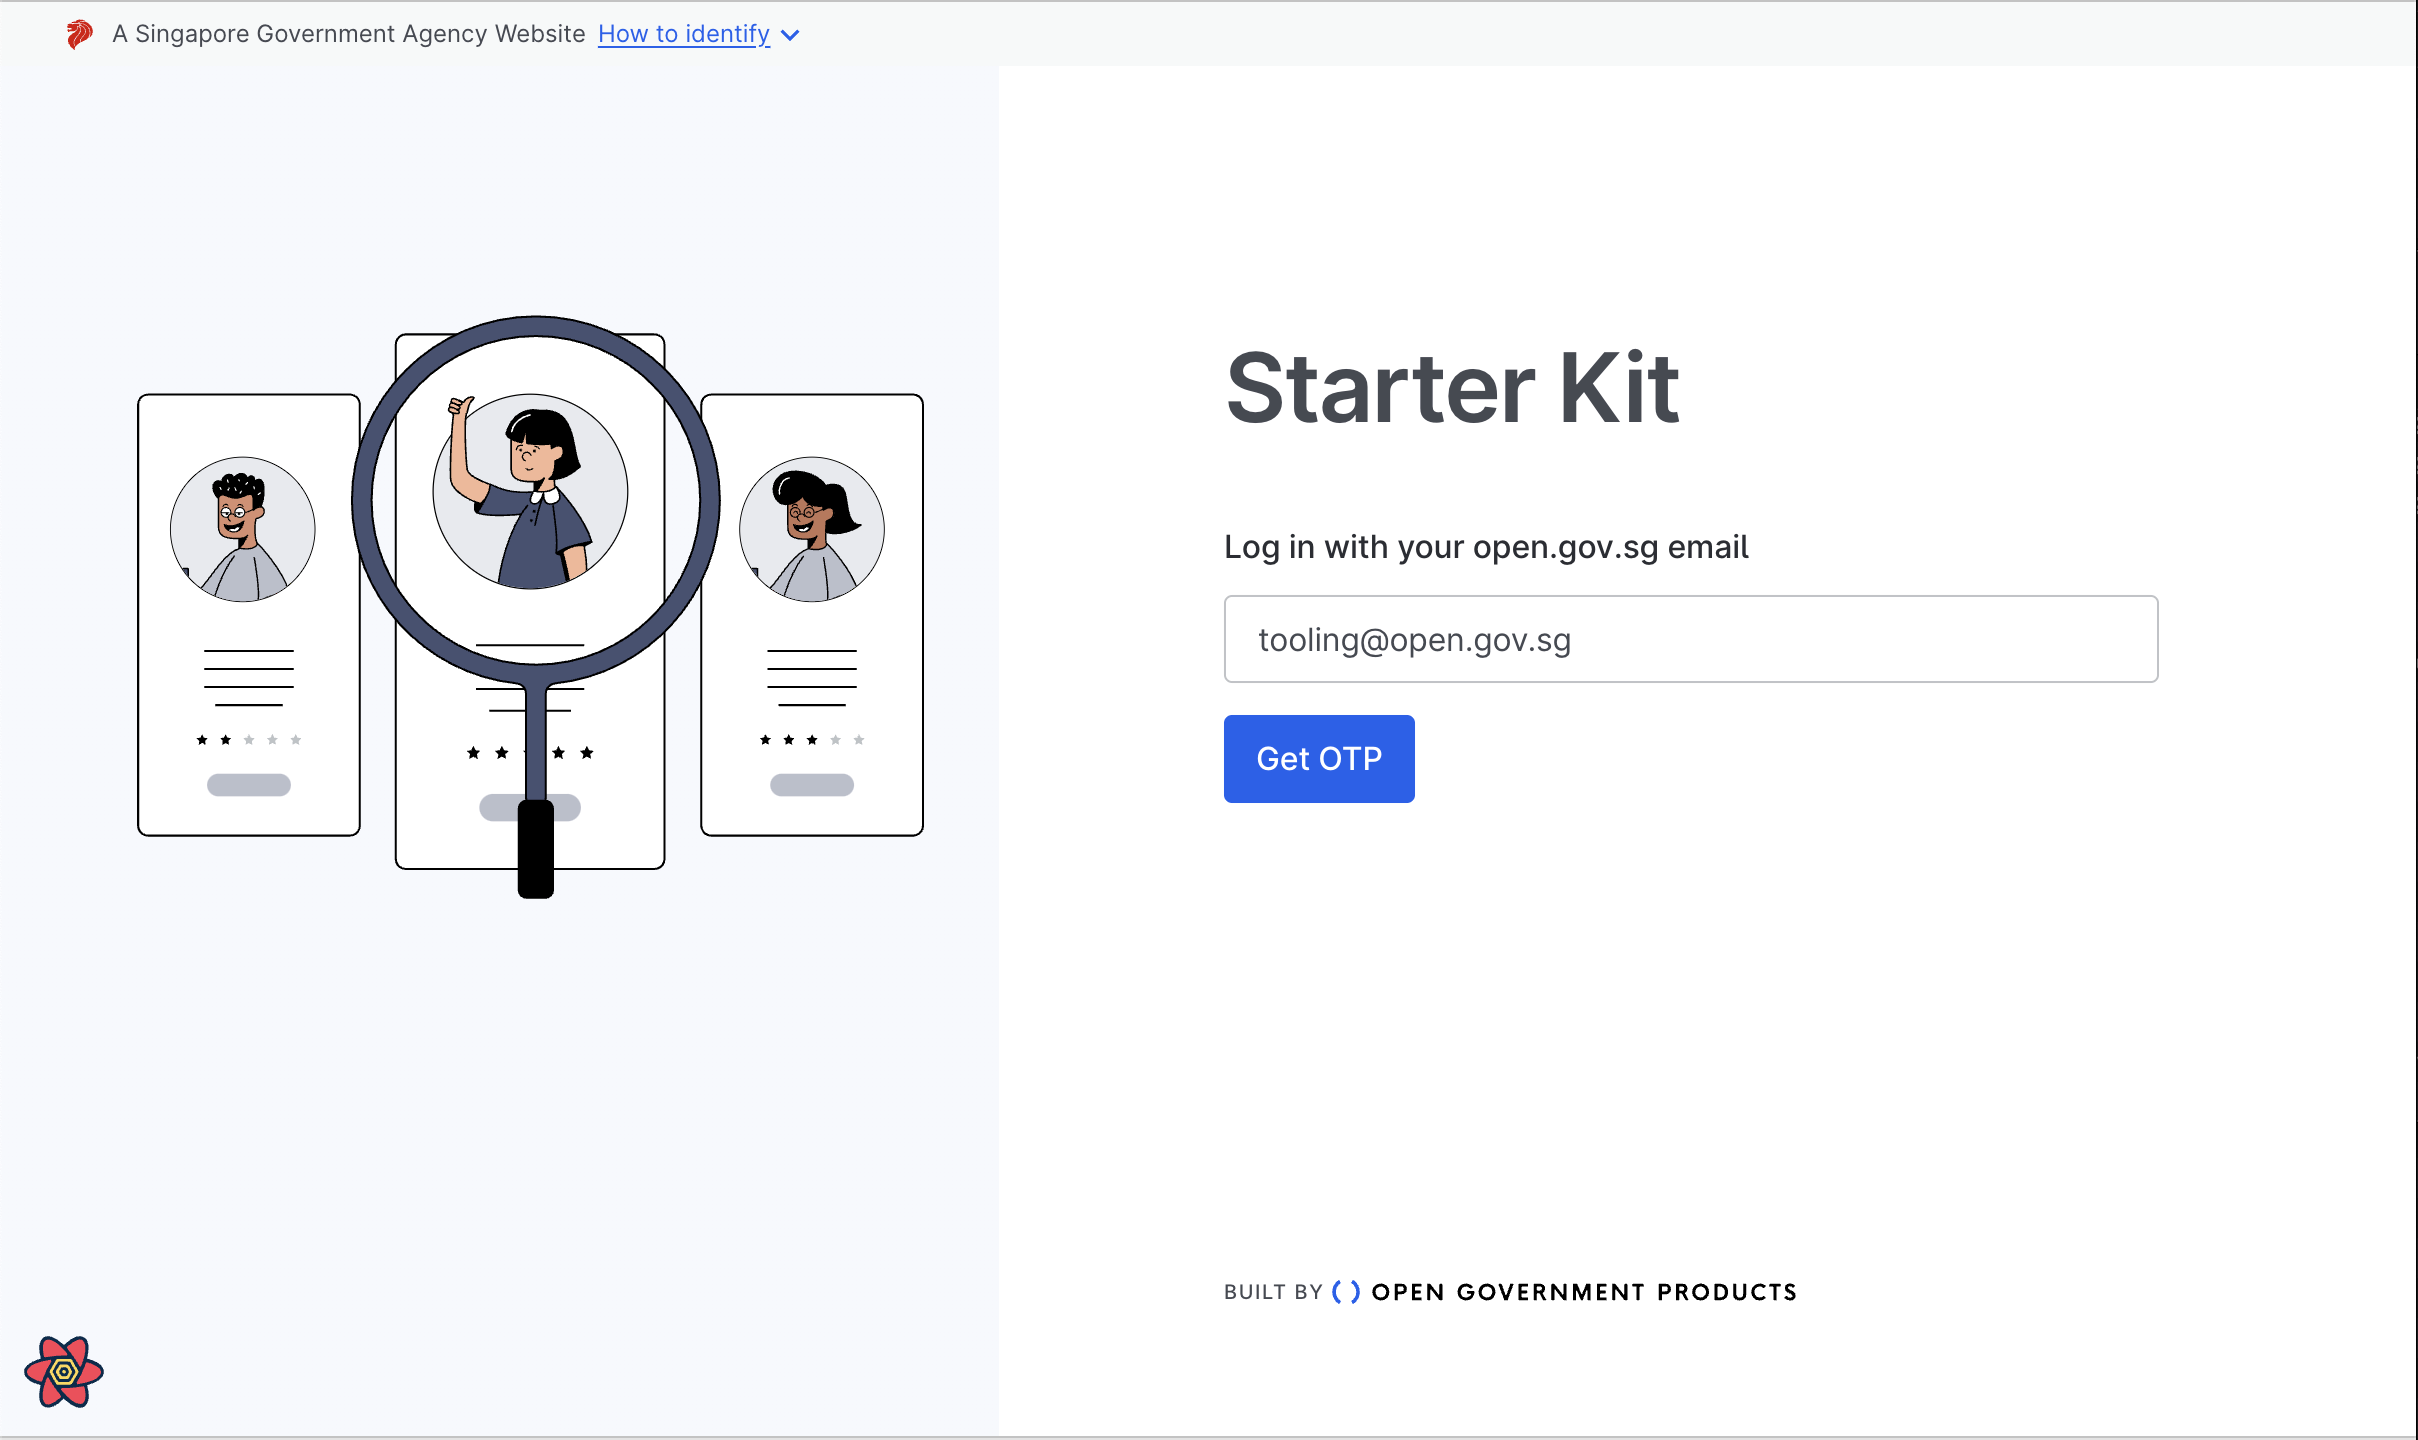 A Singapore Government Agency Website How to identify
Starter Kit
Log in with your open.gov.sg email
tooling@open.gov.sg
Get OTP
BUILT BY OPEN GOVERNMENT PRODUCTS